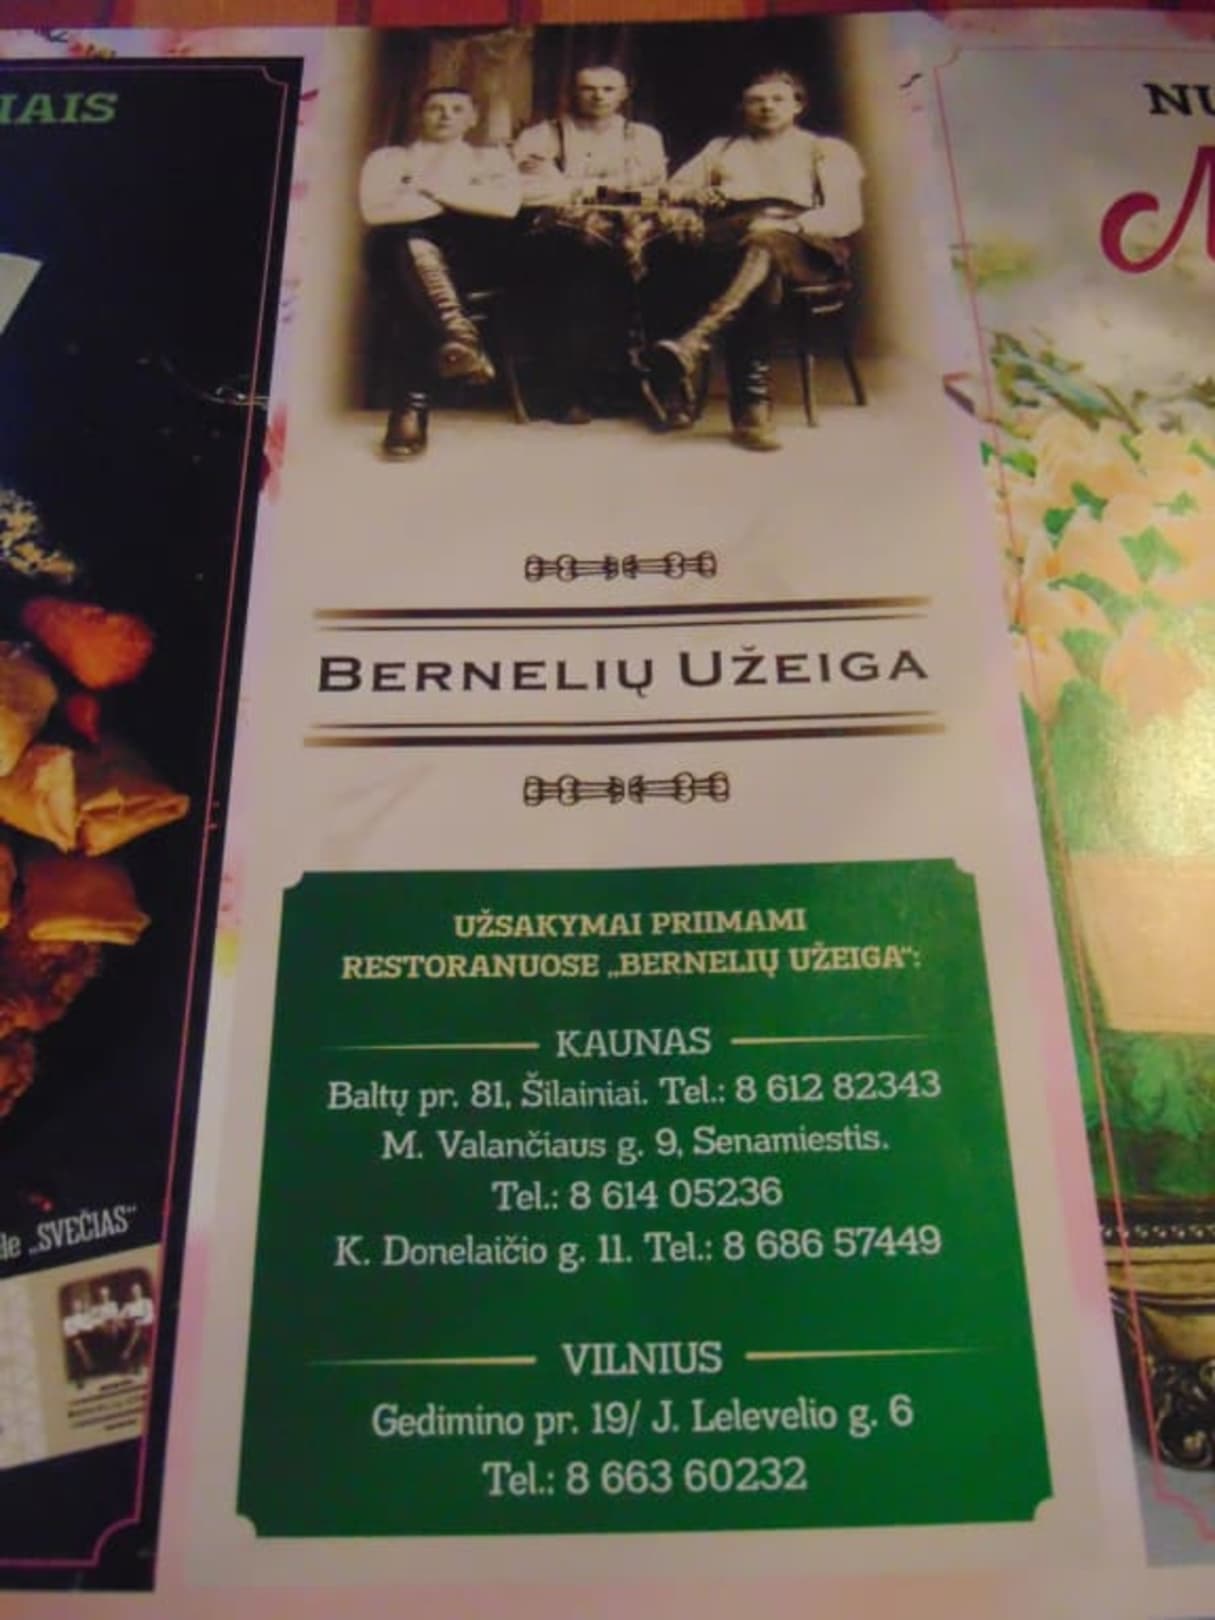 IAIS
NU
BERNELIŲ UŽEIGA
UŽSAKYMAI PRIIMAMI
RESTORANUOSE „BERNELIŲ UŽEIGA“:
KAUNAS
Baltų pr. 81, Šilainiai. Tel.: 8 612 82343
M. Valančiaus g. 9, Senamiestis.
Tel.: 8 614 05236
K. Donelaičio g. 11. Tel.: 8 686 57449
VILNIUS
Gedimino pr. 19/ J. Lelevelio g. 6
Tel.: 8 663 60232
le „SVEČIAS“